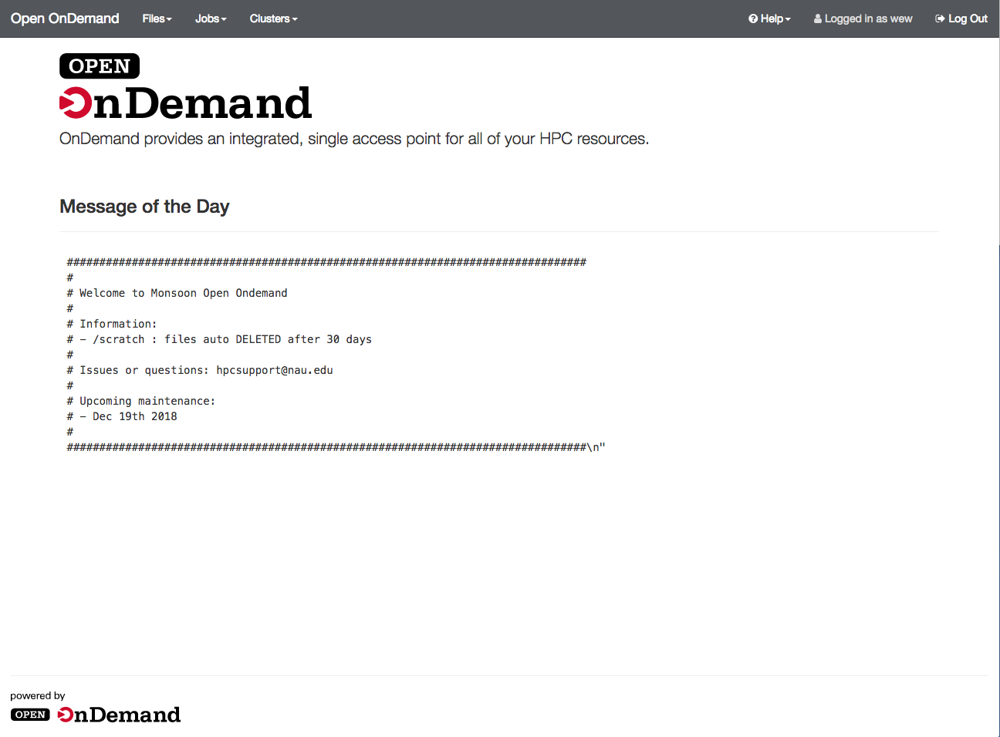 Open OnDemand Files Jobs Clusters Help Logged in as wew Log Out
OPEN
OnDemand
OnDemand provides an integrated, single access point for all of your HPC resources.
Message of the Day
################################################################################
#
# Welcome to Monsoon Open Ondemand
#
# Information:
# - /scratch : files auto DELETED after 30 days
#
# Issues or questions: hpcsupport@nau.edu
#
# Upcoming maintenance:
# - Dec 19th 2018
#
################################################################################\n"
powered by
OPEN OnDemand